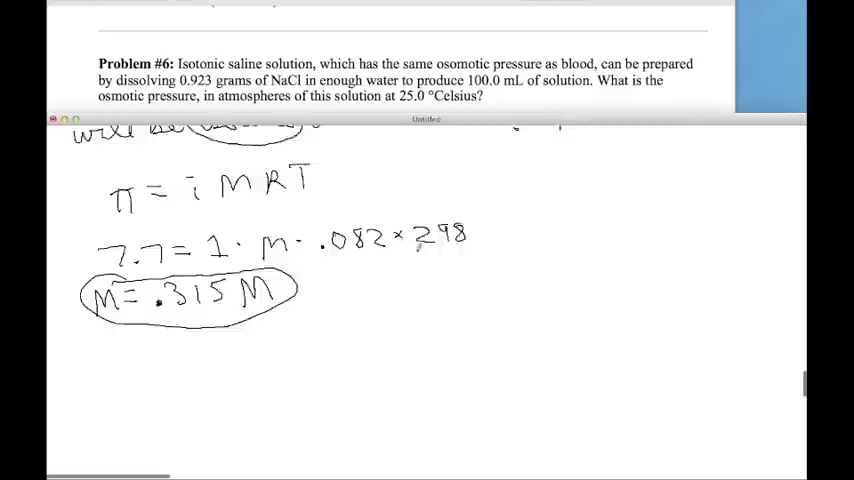 Problem #6: Isotonic saline solution, which has the same osomotic pressure as blood, can be prepared
by dissolving 0.923 grams of NaCl in enough water to produce 100.0 mL of solution. What is the
osmotic pressure, in atmospheres of this solution at 25.0 °Celsius?
Untitled
will be
π = i M R T
7.7 = 1 · M · .082 × 298
M = .315 M